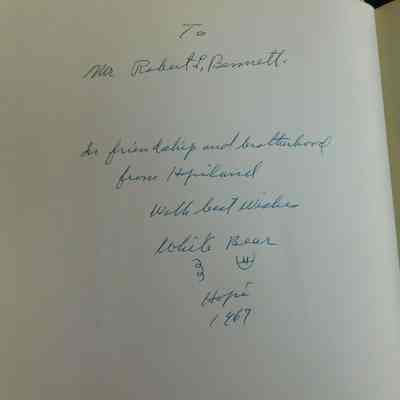 To
Mr Robert L. Bennett.
In friendship and brotherhood
from Hopiland
With best wishes
White Bear
Hopi
1967